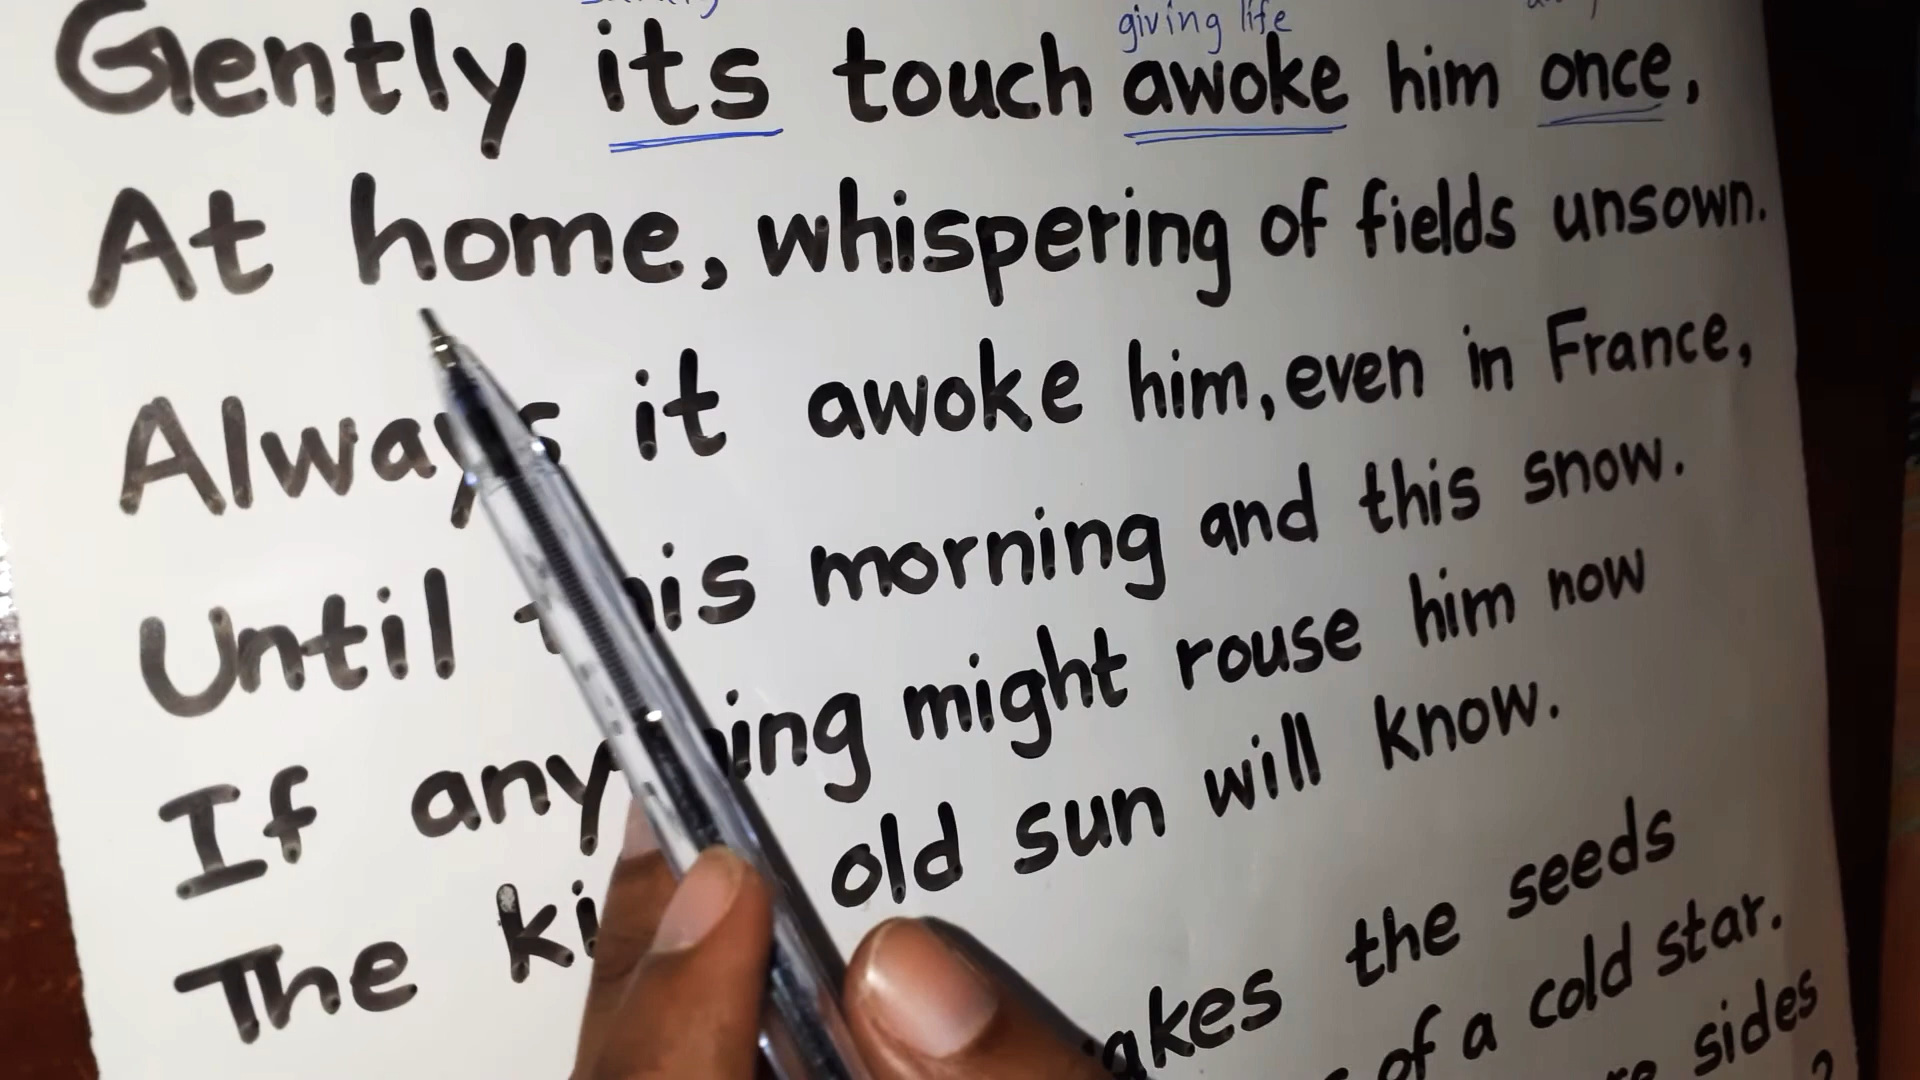 giving life
Gently its touch awoke him once,
At home, whispering of fields unsown.
Always it awoke him, even in France,
Until this morning and this snow.
If anything might rouse him now
The ki old sun will know.
akes the seeds
of a cold star.
sides
?